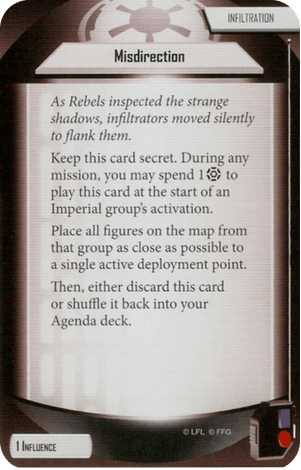 INFILTRATION
Misdirection
As Rebels inspected the strange
shadows, infiltrators moved silently
to flank them.
Keep this card secret. During any
mission, you may spend 1 to
play this card at the start of an
Imperial group's activation.
Place all figures on the map from
that group as close as possible to
a single active deployment point.
Then, either discard this card
or shuffle it back into your
Agenda deck.
© LFL © FFG
1 INFLUENCE